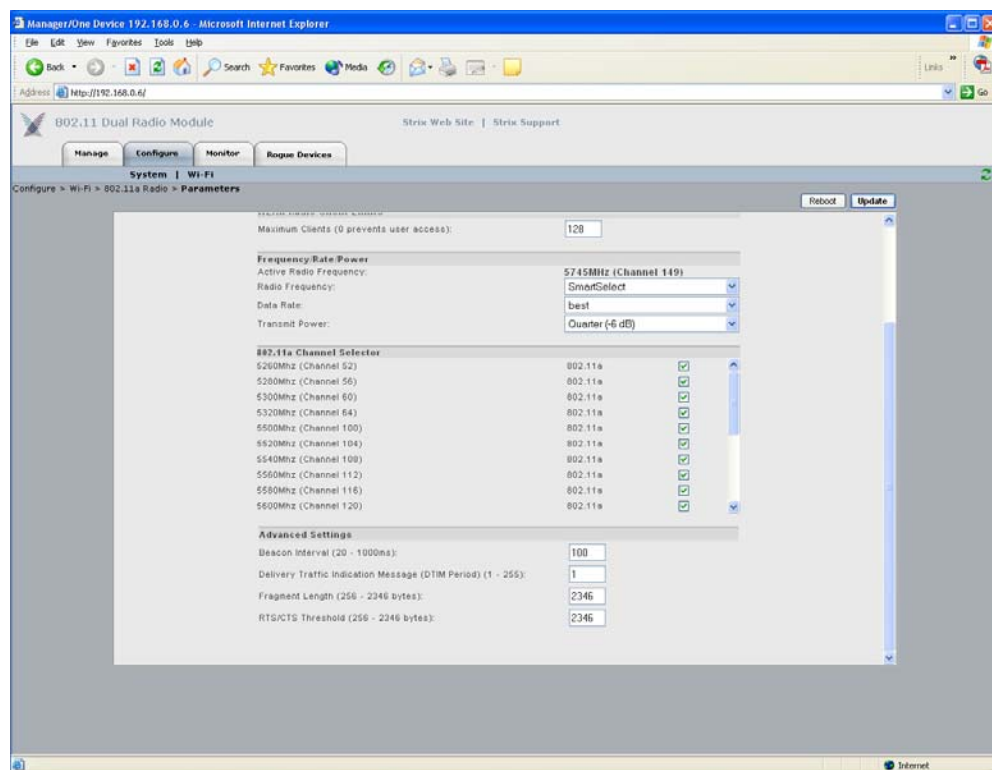 Manager/One Device 192.168.0.6 - Microsoft Internet Explorer
File Edit View Favorites Tools Help
Back Search Favorites Media Links
Address http://192.168.0.6/ Go
802.11 Dual Radio Module Strix Web Site | Strix Support
Manage Configure Monitor Rogue Devices
System | Wi-Fi
Configure > Wi-Fi > 802.11a Radio > Parameters
Reboot Update
Maximum Clients (0 prevents user access): 128
Frequency/Rate/Power
Active Radio Frequency: 5745MHz (Channel 149)
Radio Frequency: SmartSelect
Data Rate: best
Transmit Power: Quarter (-6 dB)
802.11a Channel Selector
5260Mhz (Channel 52) 802.11a
5280Mhz (Channel 56) 802.11a
5300Mhz (Channel 60) 802.11a
5320Mhz (Channel 64) 802.11a
5500Mhz (Channel 100) 802.11a
5520Mhz (Channel 104) 802.11a
5540Mhz (Channel 108) 802.11a
5560Mhz (Channel 112) 802.11a
5580Mhz (Channel 116) 802.11a
5600Mhz (Channel 120) 802.11a
Advanced Settings
Beacon Interval (20 - 1000ms): 100
Delivery Traffic Indication Message (DTIM Period) (1 - 255): 1
Fragment Length (256 - 2346 bytes): 2346
RTS/CTS Threshold (256 - 2346 bytes): 2346
Internet